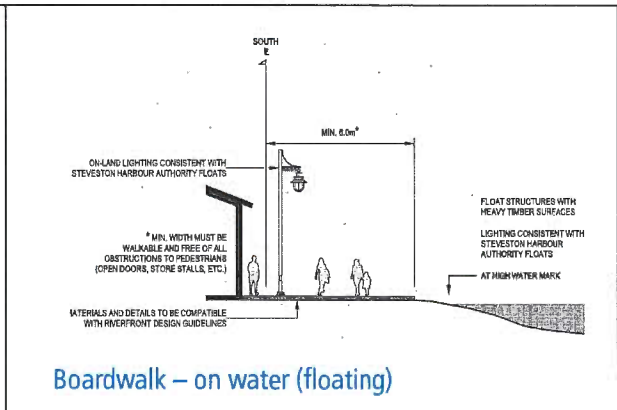 SOUTH
PL
MIN. 6.0m*
ON-LAND LIGHTING CONSISTENT WITH
STEVESTON HARBOUR AUTHORITY FLOATS
* MIN. WIDTH MUST BE
WALKABLE AND FREE OF ALL
OBSTRUCTIONS TO PEDESTRIANS
(OPEN DOORS, STORE STALLS, ETC.)
MATERIALS AND DETAILS TO BE COMPATIBLE
WITH RIVERFRONT DESIGN GUIDELINES
FLOAT STRUCTURES WITH
HEAVY TIMBER SURFACES
LIGHTING CONSISTENT WITH
STEVESTON HARBOUR
AUTHORITY FLOATS
AT HIGH WATER MARK
Boardwalk – on water (floating)